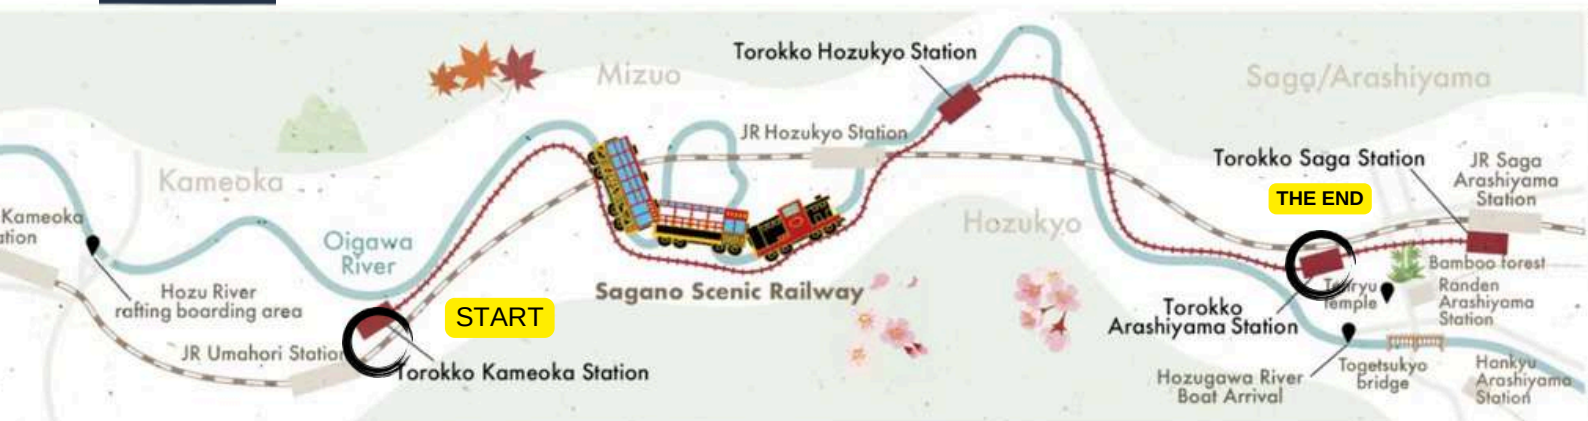 Torokko Hozukyo Station
Mizuo
Saga/Arashiyama
JR Hozukyo Station
Torokko Saga Station
JR Saga
Arashiyama
Station
THE END
Kameoka
Kameoka
Oigawa
River
Hozukyo
Bamboo forest
Hozu River
rafting boarding area
Sagano Scenic Railway
START
Temple
Randen
Arashiyama
Station
Torokko
Arashiyama Station
JR Umahori Station
Torokko Kameoka Station
Togetsukyo
bridge
Hozugawa River
Boat Arrival
Hankyu
Arashiyama
Station